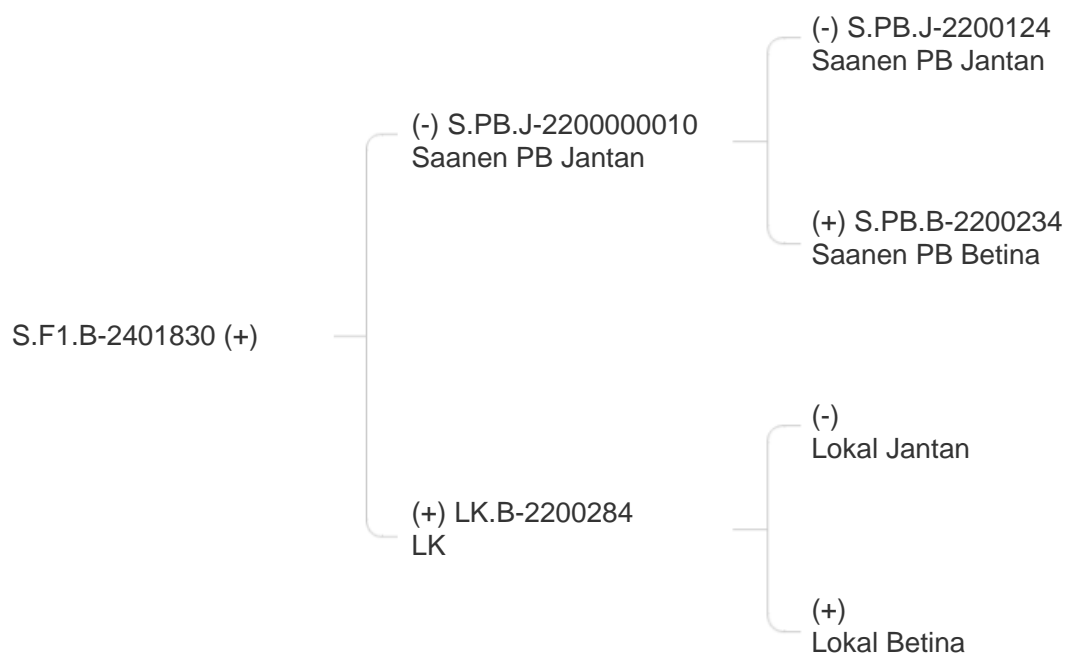 (-) S.PB.J-2200124
Saanen PB Jantan
(-) S.PB.J-2200000010
Saanen PB Jantan
(+) S.PB.B-2200234
Saanen PB Betina
S.F1.B-2401830 (+)
(-)
Lokal Jantan
(+) LK.B-2200284
LK
(+)
Lokal Betina